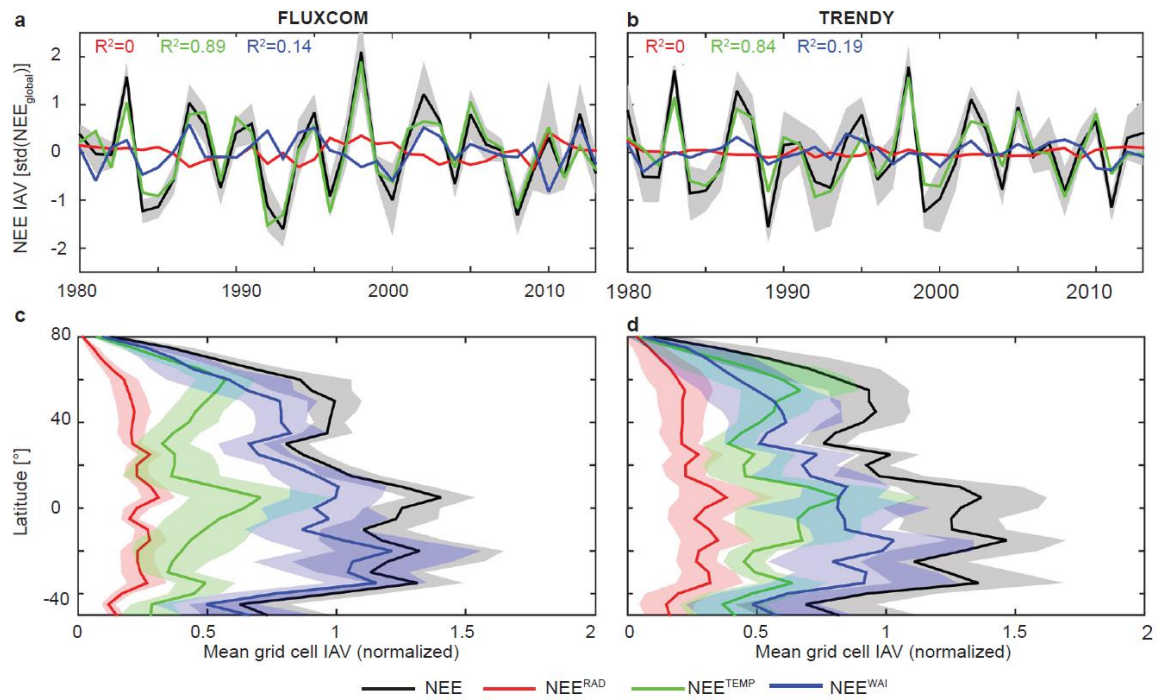 a FLUXCOM
b TRENDY
R²=0 R²=0.89 R²=0.14
R²=0 R²=0.84 R²=0.19
NEE IAV [std(NEE_global)]
2
1
0
-1
-2
1980 1990 2000 2010
1980 1990 2000 2010
c
d
Latitude [°]
80
40
0
-40
0 0.5 1 1.5 2
0 0.5 1 1.5 2
Mean grid cell IAV (normalized)
Mean grid cell IAV (normalized)
NEE NEE^RAD NEE^TEMP NEE^WAI